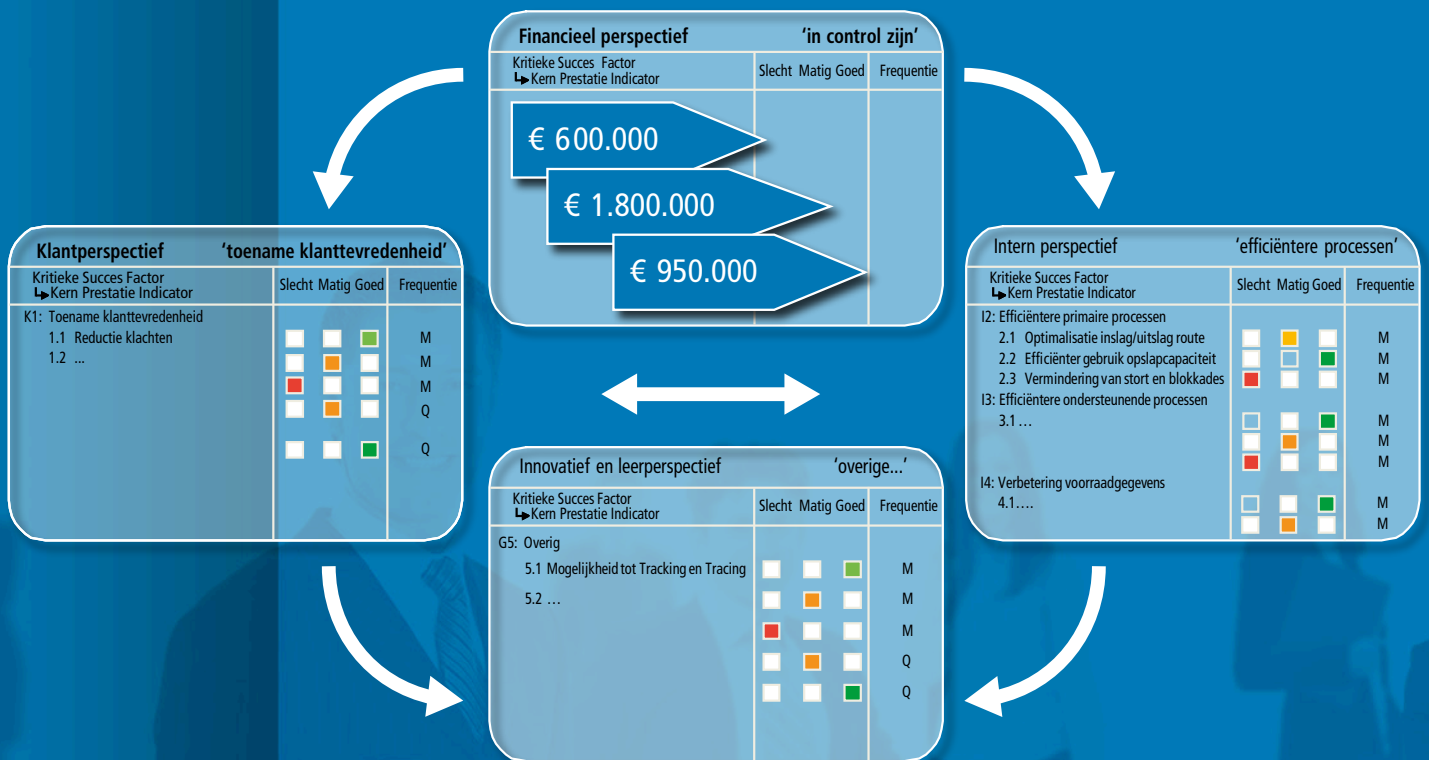 Financieel perspectief ‘in control zijn’
Kritieke Succes Factor
Kern Prestatie Indicator
Slecht Matig Goed Frequentie
€ 600.000
€ 1.800.000
€ 950.000
Klantperspectief ‘toename klanttevredenheid’
Kritieke Succes Factor
Kern Prestatie Indicator
Slecht Matig Goed Frequentie
K1: Toename klanttevredenheid
1.1 Reductie klachten M
1.2 ... M
M
Q
Q
Intern perspectief ‘efficiëntere processen’
Kritieke Succes Factor
Kern Prestatie Indicator
Slecht Matig Goed Frequentie
I2: Efficiëntere primaire processen
2.1 Optimalisatie inslag/uitslag route M
2.2 Efficiënter gebruik opslapcapaciteit M
2.3 Vermindering van stort en blokkades M
I3: Efficiëntere ondersteunende processen
3.1 ... M
M
M
I4: Verbetering voorraadgegevens
4.1.... M
M
Innovatief en leerperspectief ‘overige...’
Kritieke Succes Factor
Kern Prestatie Indicator
Slecht Matig Goed Frequentie
G5: Overig
5.1 Mogelijkheid tot Tracking en Tracing M
5.2 ... M
M
Q
Q